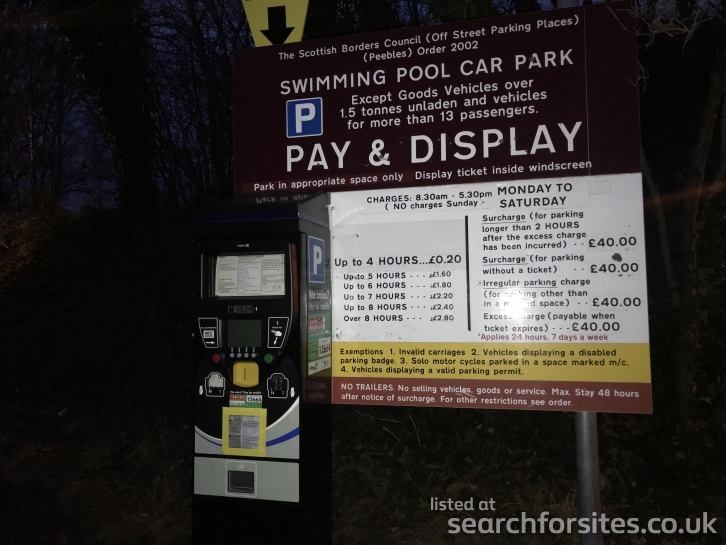 The Scottish Borders Council (Off Street Parking Places)
(Peebles) Order 2002
SWIMMING POOL CAR PARK
P
Except Goods Vehicles over
1.5 tonnes unladen and vehicles
for more than 13 passengers.
PAY & DISPLAY
Park in appropriate space only Display ticket inside windscreen
CHARGES: 8.30am - 5.30pm MONDAY TO
( NO charges Sunday - SATURDAY
Up to 4 HOURS...£0.20
Up to 5 HOURS - - - - £1.60
Up to 6 HOURS - - - - £1.80
Up to 7 HOURS - - - - £2.20
Up to 8 HOURS - - - - £2.40
Over 8 HOURS - - - - £2.80
Surcharge (for parking
longer than 2 HOURS
after the excess charge
has been incurred) - - £40.00
Surcharge (for parking
without a ticket) - - £40.00
Irregular parking charge
(for parking other than
in a space) - - £40.00
Excess charge (payable when
ticket expires) - - - £40.00
*Applies 24 hours, 7 days a week
Exemptions 1. Invalid carriages 2. Vehicles displaying a disabled
parking badge. 3. Solo motor cycles parked in a space marked m/c.
4. Vehicles displaying a valid parking permit.
NO TRAILERS. No selling vehicles, goods or service. Max. Stay 48 hours
after notice of surcharge. For other restrictions see order.
P
No coins?
12664
listed at
searchforsites.co.uk